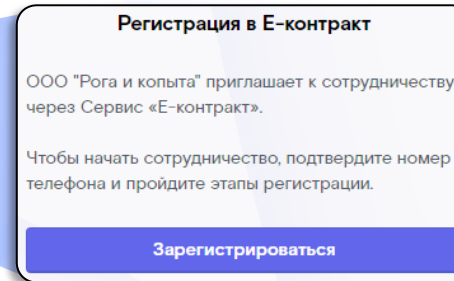 Регистрация в Е-контракт
ООО "Рога и копыта" приглашает к сотрудничеству
через Сервис «Е-контракт».
Чтобы начать сотрудничество, подтвердите номер
телефона и пройдите этапы регистрации.
Зарегистрироваться